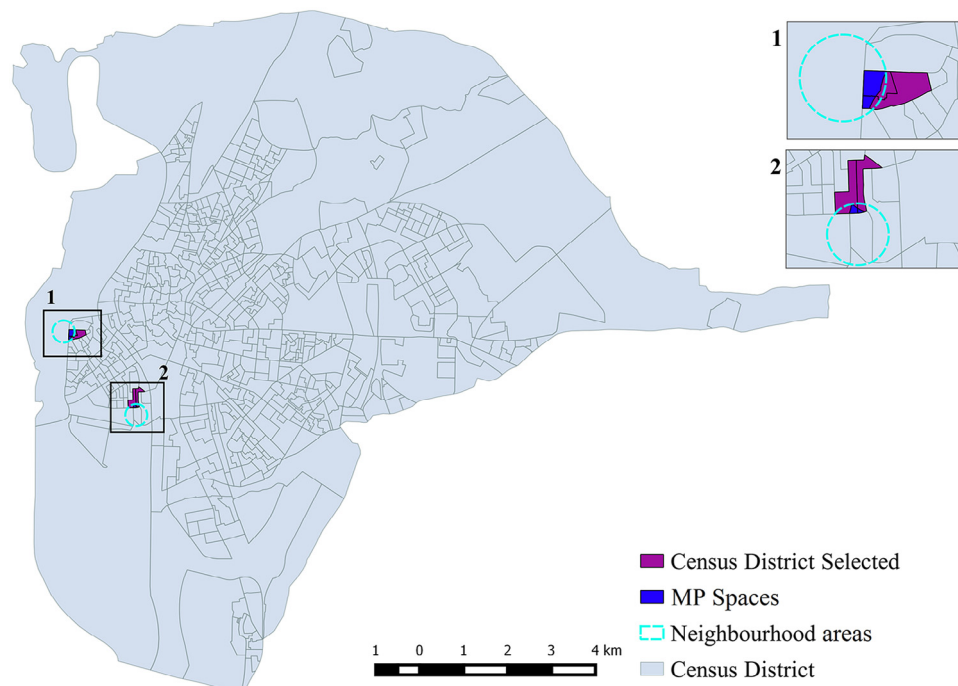 1
2
1
2
Census District Selected
MP Spaces
Neighbourhood areas
Census District
1 0 1 2 3 4 km